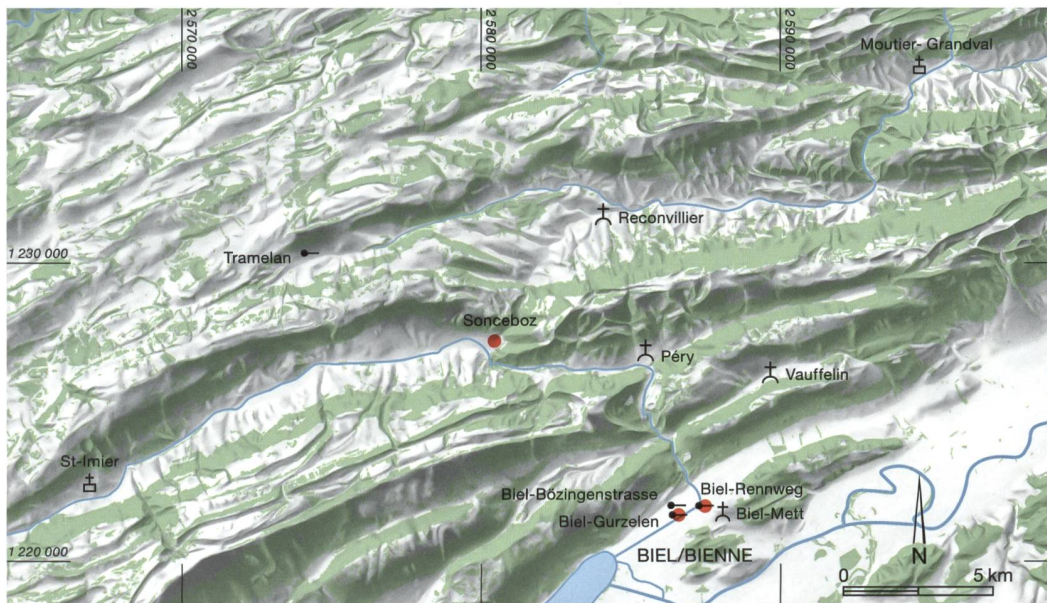 2 570 000
2 580 000
2 590 000
Moutier- Grandval
Reconvillier
Tramelan
1 230 000
Sonceboz
Péry
Vauffelin
St-Imier
Biel-Bözingenstrasse
Biel-Rennweg
Biel-Gurzelen
Biel-Mett
BIEL/BIENNE
1 220 000
N
0
5 km